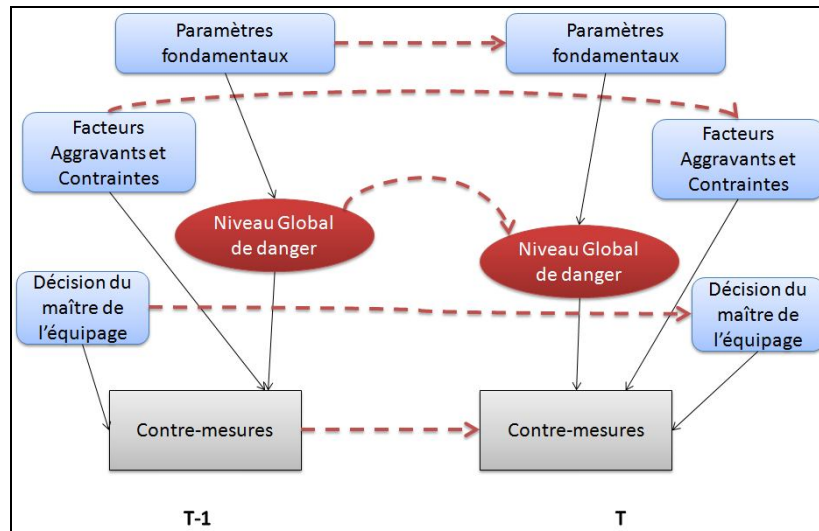 Paramètres
fondamentaux
Paramètres
fondamentaux
Facteurs
Aggravants et
Contraintes
Facteurs
Aggravants et
Contraintes
Niveau Global
de danger
Niveau Global
de danger
Décision du
maître de
l'équipage
Décision du
maître de
l'équipage
Contre-mesures
Contre-mesures
T-1
T